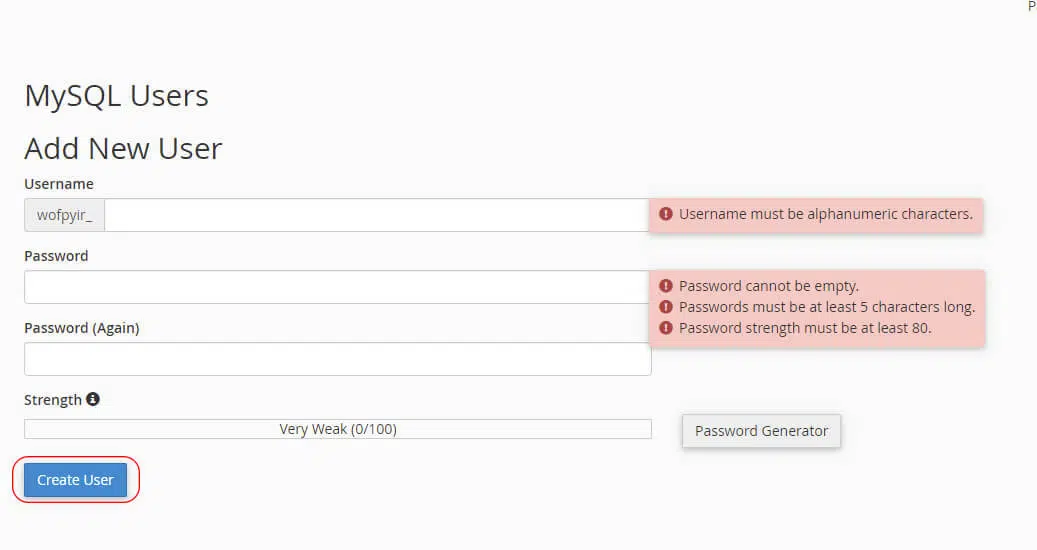 P
MySQL Users
Add New User
Username
wofpyir_
Username must be alphanumeric characters.
Password
Password cannot be empty.
Passwords must be at least 5 characters long.
Password strength must be at least 80.
Password (Again)
Strength
Very Weak (0/100)
Password Generator
Create User